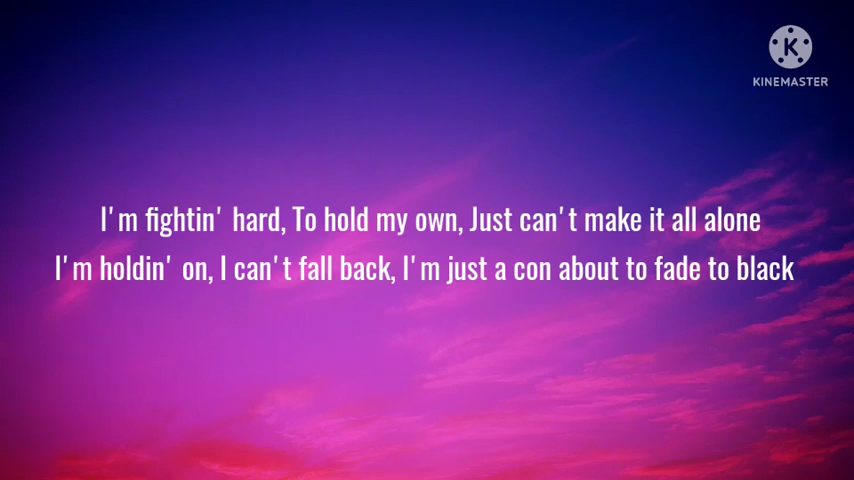 KINEMASTER
I'm fightin' hard, To hold my own, Just can't make it all alone
I'm holdin' on, I can't fall back, I'm just a con about to fade to black